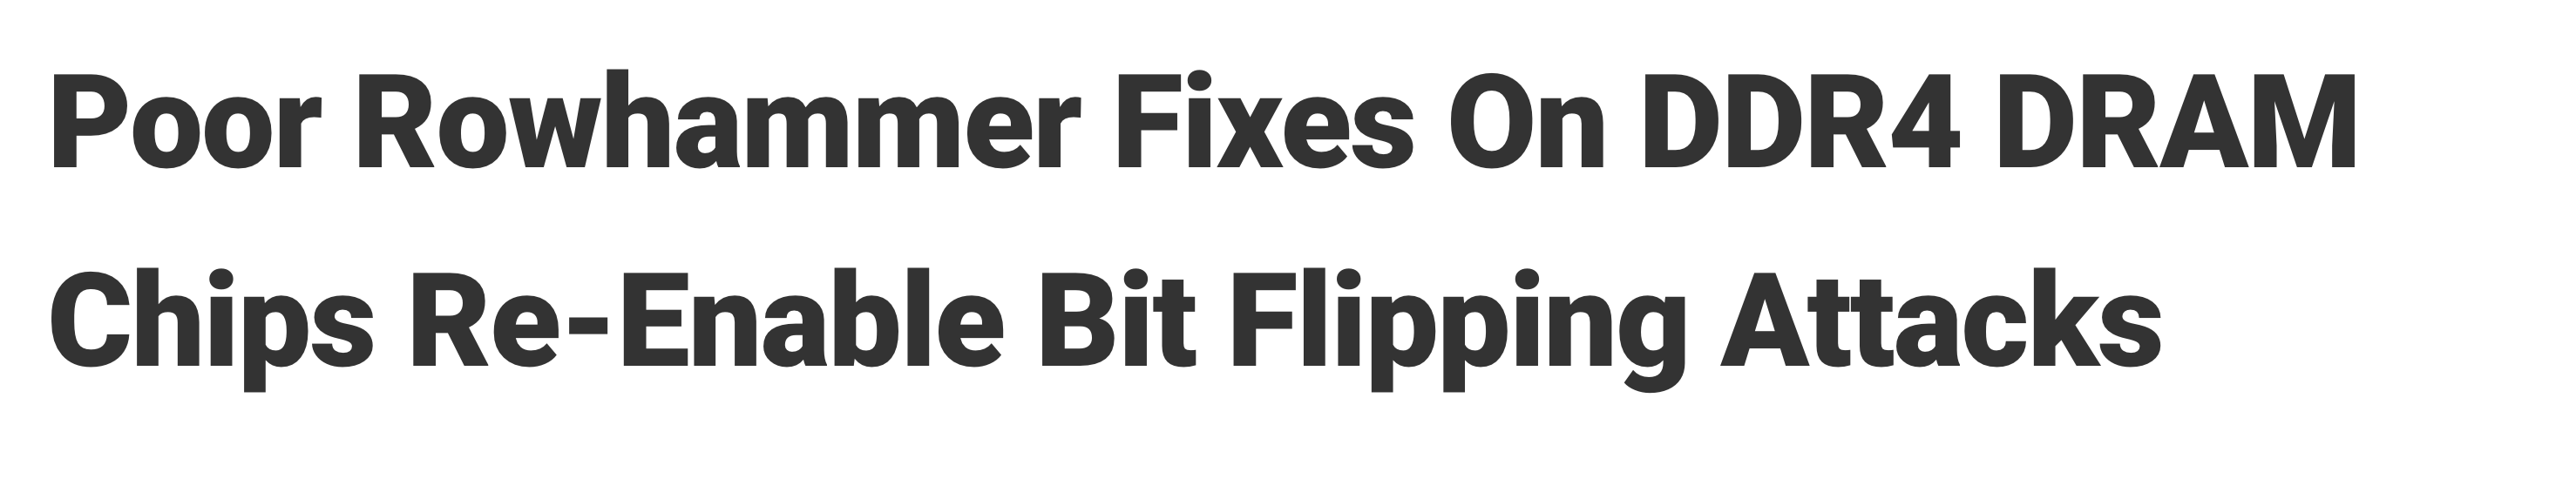 Poor Rowhammer Fixes On DDR4 DRAM
Chips Re-Enable Bit Flipping Attacks